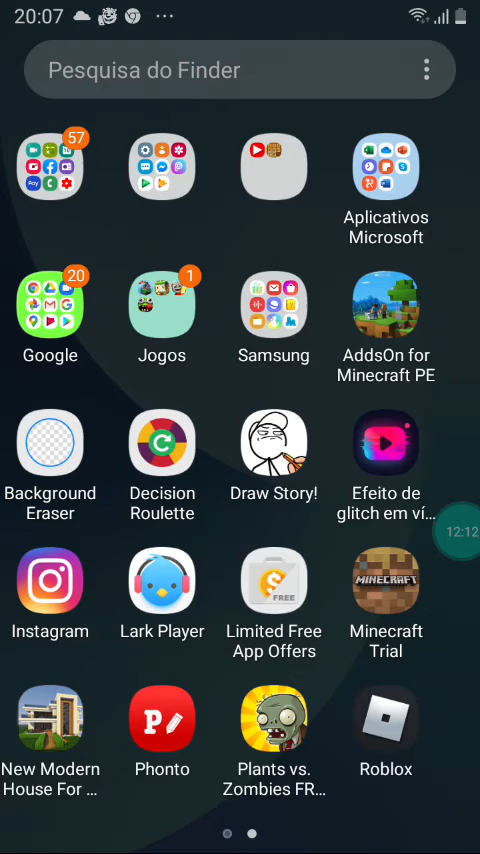 20:07
Pesquisa do Finder
57
Aplicativos
Microsoft
20
1
Google
Jogos
Samsung
AddsOn for
Minecraft PE
Background
Eraser
Decision
Roulette
Draw Story!
Efeito de
glitch em ví...
12:12
MINECRAFT
FREE
Instagram
Lark Player
Limited Free
App Offers
Minecraft
Trial
P
New Modern
House For ...
Phonto
Plants vs.
Zombies FR...
Roblox